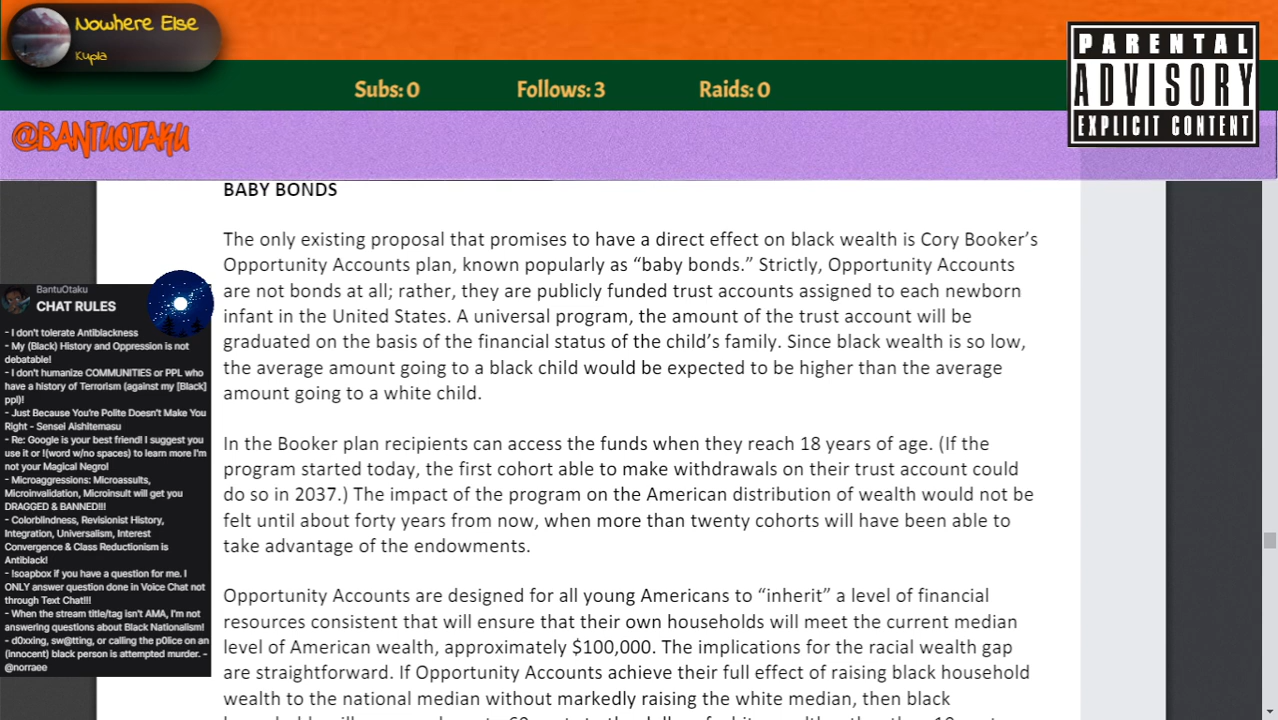 Nowhere Else
Kupla
PARENTAL
ADVISORY
EXPLICIT CONTENT
Subs: 0
Follows: 3
Raids: 0
@BANTUOTAKU
BABY BONDS
The only existing proposal that promises to have a direct effect on black wealth is Cory Booker's
Opportunity Accounts plan, known popularly as “baby bonds.” Strictly, Opportunity Accounts
are not bonds at all; rather, they are publicly funded trust accounts assigned to each newborn
infant in the United States. A universal program, the amount of the trust account will be
graduated on the basis of the financial status of the child's family. Since black wealth is so low,
the average amount going to a black child would be expected to be higher than the average
amount going to a white child.
In the Booker plan recipients can access the funds when they reach 18 years of age. (If the
program started today, the first cohort able to make withdrawals on their trust account could
do so in 2037.) The impact of the program on the American distribution of wealth would not be
felt until about forty years from now, when more than twenty cohorts will have been able to
take advantage of the endowments.
Opportunity Accounts are designed for all young Americans to “inherit” a level of financial
resources consistent that will ensure that their own households will meet the current median
level of American wealth, approximately $100,000. The implications for the racial wealth gap
are straightforward. If Opportunity Accounts achieve their full effect of raising black household
wealth to the national median without markedly raising the white median, then black
BantuOtaku
CHAT RULES
- I don't tolerate Antiblackness
- My (Black) History and Oppression is not
debatable!
- I don't humanize COMMUNITIES or PPL who
have a history of Terrorism (against my [Black]
ppl)!
- Just Because You're Polite Doesn't Make You
Right - Sensei Aishitemasu
- Re: Google is your best friend! I suggest you
use it or !(word w/no spaces) to learn more I'm
not your Magical Negro!
- Microaggressions: Microassults,
Microinvalidation, Microinsult will get you
DRAGGED & BANNED!!!
- Colorblindness, Revisionist History,
Integration, Universalism, Interest
Convergence & Class Reductionism is
Antiblack!
- !soapbox if you have a question for me. I
ONLY answer question done in Voice Chat not
through Text Chat!!!
- When the stream title/tag isn't AMA, I'm not
answering questions about Black Nationalism!
- d0xxing, sw@tting, or calling the p0lice on an
(innocent) black person is attempted murder. -
@norraee